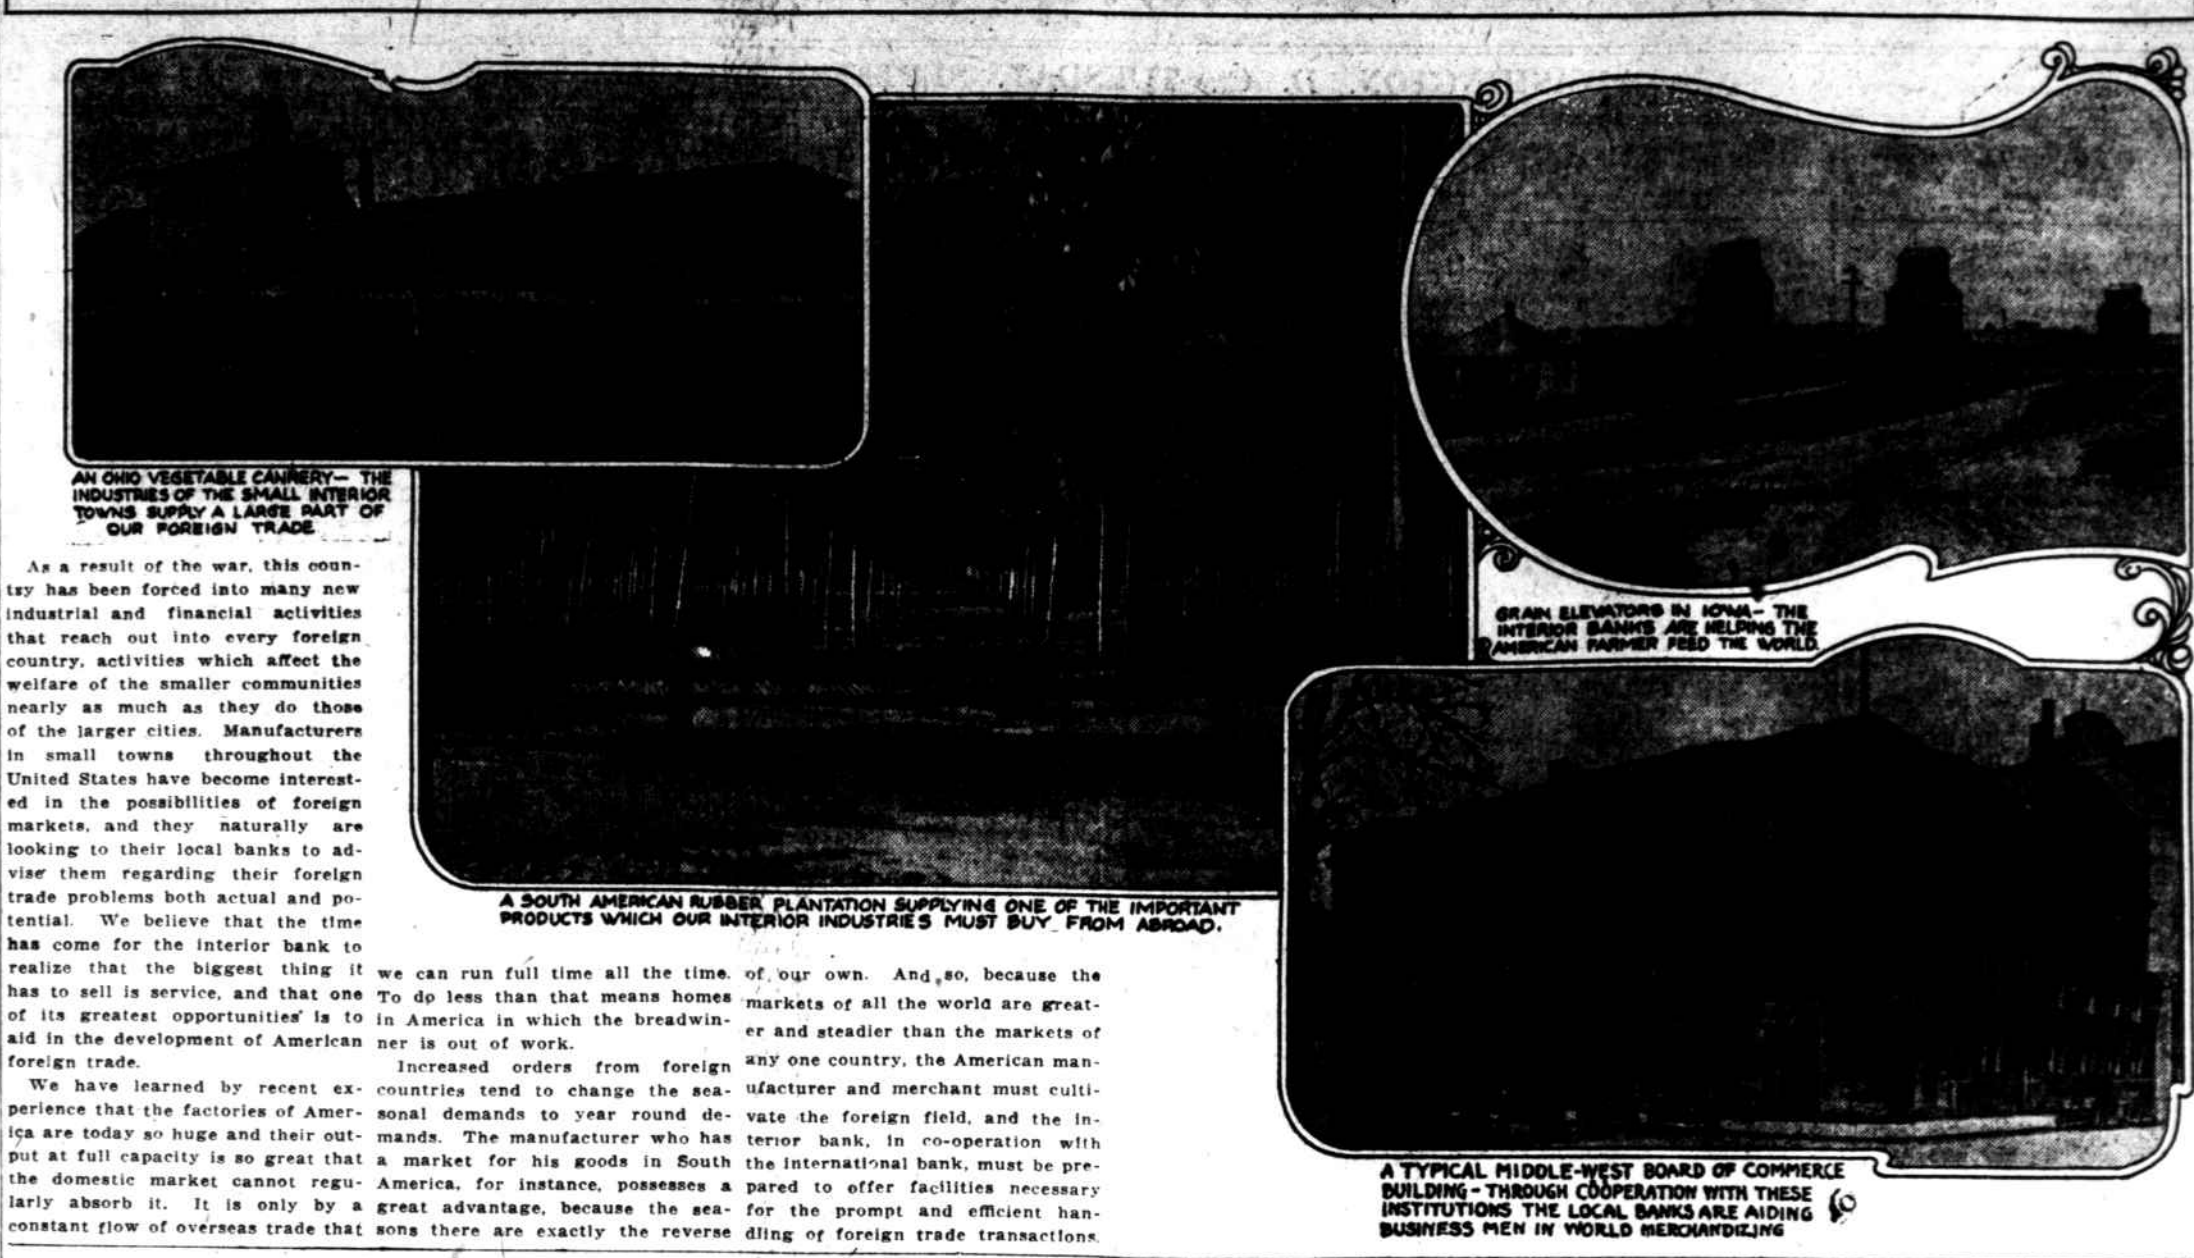 AN OHIO VEGETABLE CANNERY— THE
INDUSTRIES OF THE SMALL INTERIOR
TOWNS SUPPLY A LARGE PART OF
OUR FOREIGN TRADE
GRAIN ELEVATORS IN IOWA— THE
INTERIOR BANKS ARE HELPING THE
AMERICAN FARMER FEED THE WORLD.
A SOUTH AMERICAN RUBBER PLANTATION SUPPLYING ONE OF THE IMPORTANT
PRODUCTS WHICH OUR INTERIOR INDUSTRIES MUST BUY FROM ABROAD.
A TYPICAL MIDDLE-WEST BOARD OF COMMERCE
BUILDING - THROUGH COÖPERATION WITH THESE
INSTITUTIONS THE LOCAL BANKS ARE AIDING
BUSINESS MEN IN WORLD MERCHANDIZING
As a result of the war, this coun-
try has been forced into many new
industrial and financial activities
that reach out into every foreign
country, activities which affect the
welfare of the smaller communities
nearly as much as they do those
of the larger cities. Manufacturers
in small towns throughout the
United States have become interest-
ed in the possibilities of foreign
markets, and they naturally are
looking to their local banks to ad-
vise them regarding their foreign
trade problems both actual and po-
tential. We believe that the time
has come for the interior bank to
realize that the biggest thing it
has to sell is service, and that one
of its greatest opportunities is to
aid in the development of American
foreign trade.
We have learned by recent ex-
perience that the factories of Amer-
ica are today so huge and their out-
put at full capacity is so great that
the domestic market cannot regu-
larly absorb it. It is only by a
constant flow of overseas trade that
we can run full time all the time.
To do less than that means homes
in America in which the breadwin-
ner is out of work.
Increased orders from foreign
countries tend to change the sea-
sonal demands to year round de-
mands. The manufacturer who has
a market for his goods in South
America, for instance, possesses a
great advantage, because the sea-
sons there are exactly the reverse
of our own. And so, because the
markets of all the world are great-
er and steadier than the markets of
any one country, the American man-
ufacturer and merchant must culti-
vate the foreign field, and the in-
terior bank, in co-operation with
the international bank, must be pre-
pared to offer facilities necessary
for the prompt and efficient han-
dling of foreign trade transactions.